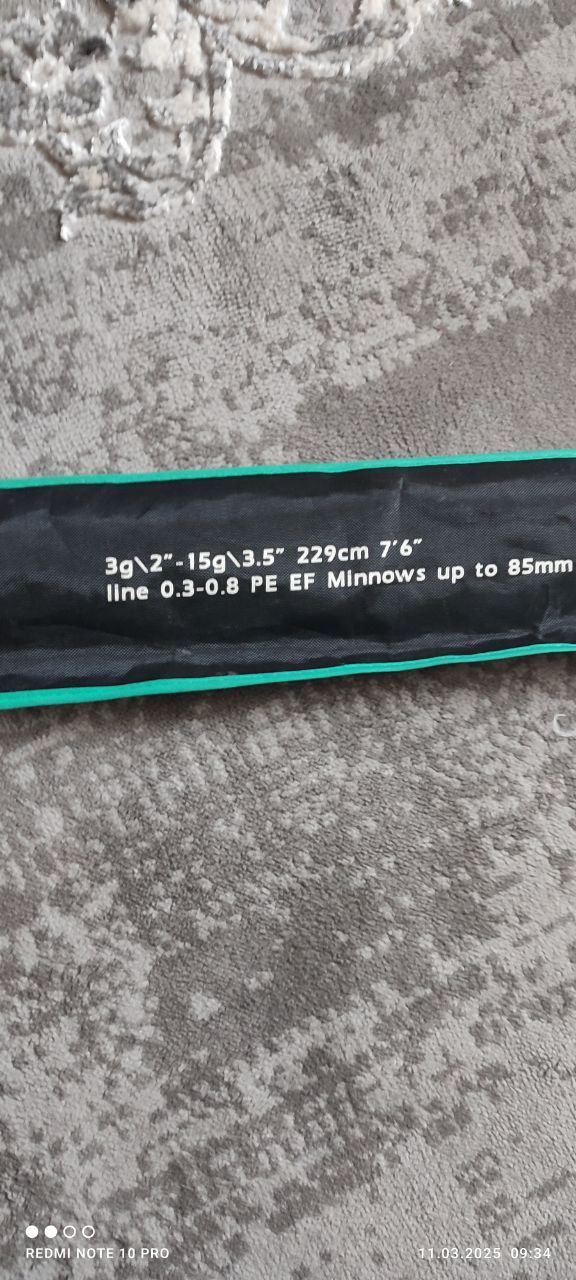 3g\2"-15g\3.5" 229cm 7'6"
line 0.3-0.8 PE EF Minnows up to 85mm
REDMI NOTE 10 PRO
11.03.2025 09:34